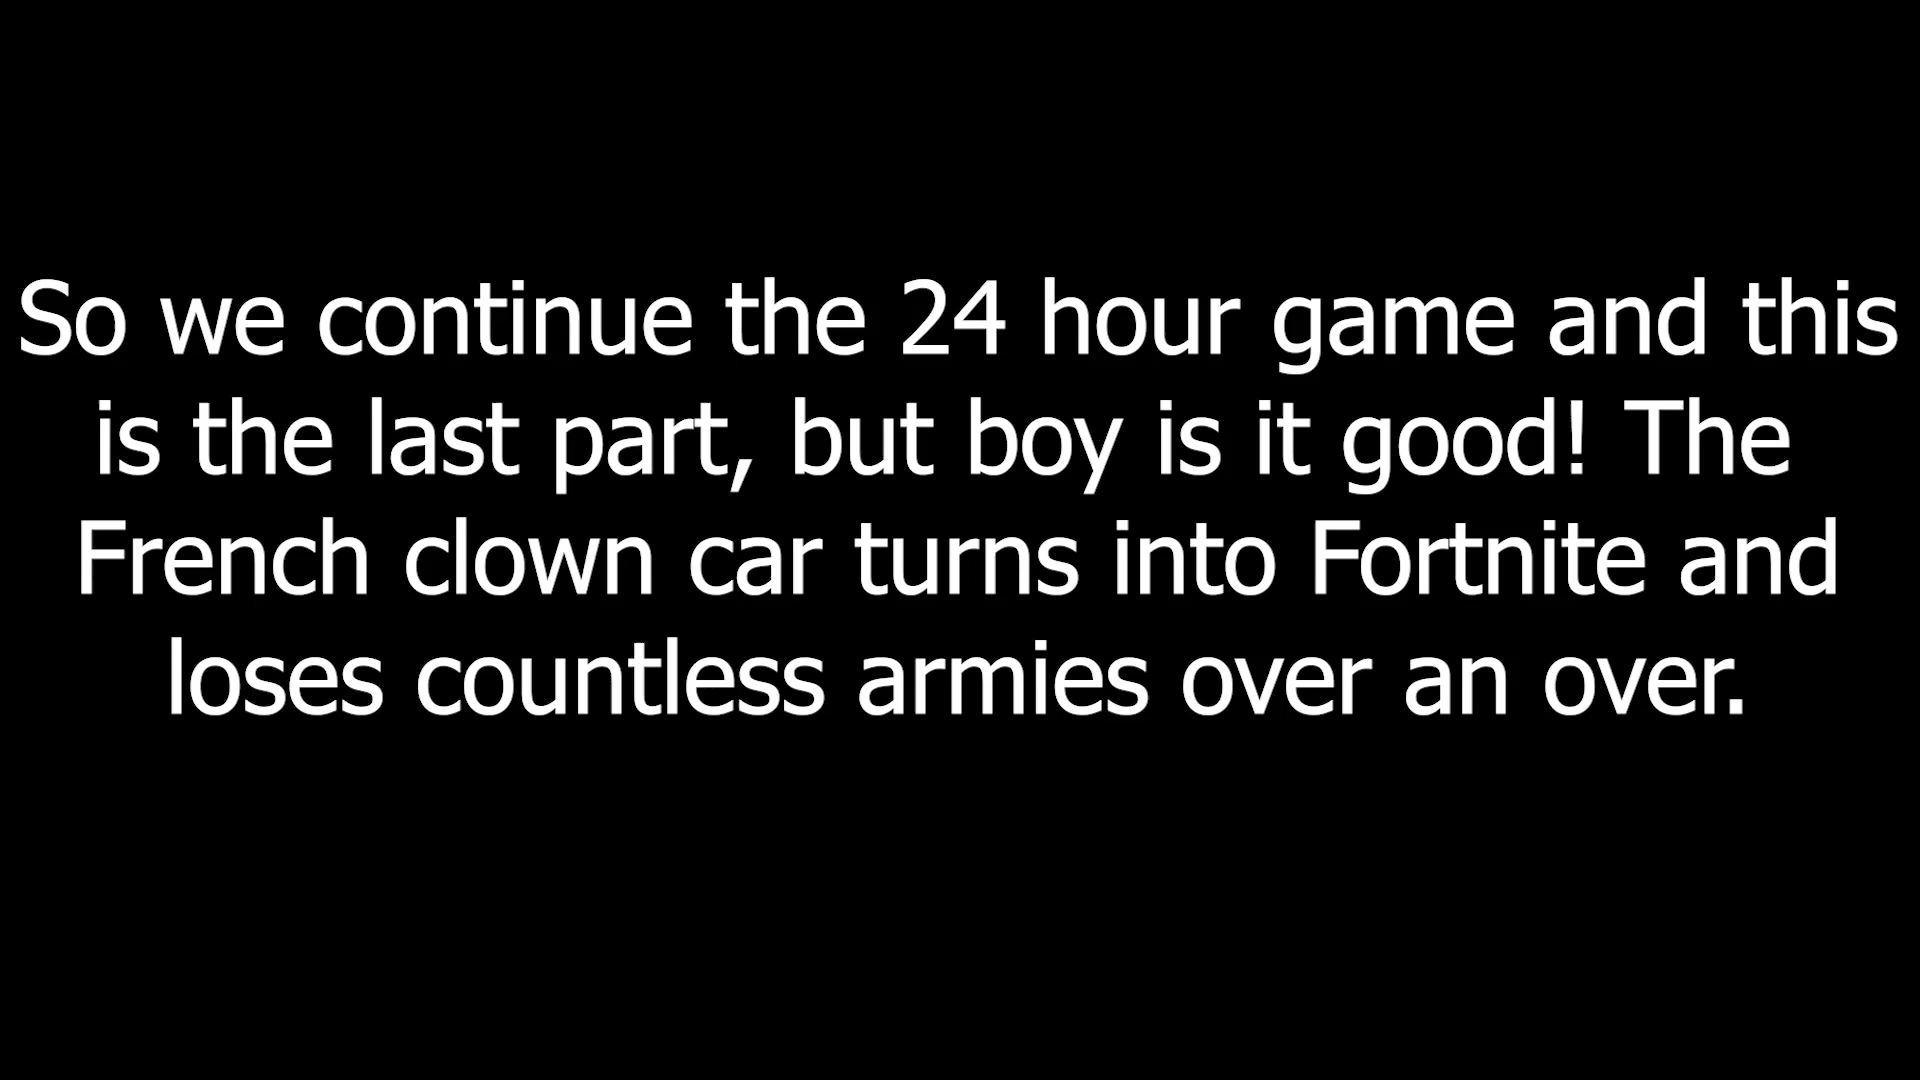 So we continue the 24 hour game and this
is the last part, but boy is it good! The
French clown car turns into Fortnite and
loses countless armies over an over.